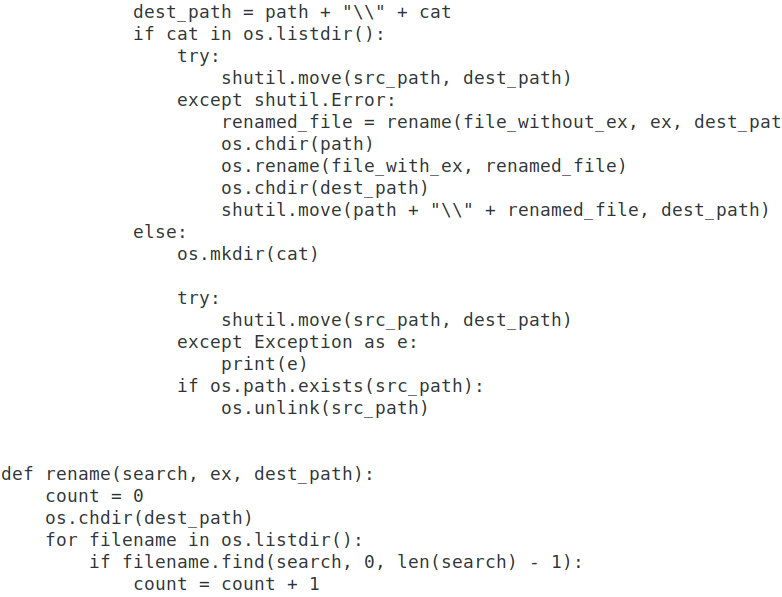 dest_path = path + "\\" + cat
if cat in os.listdir():
try:
shutil.move(src_path, dest_path)
except shutil.Error:
renamed_file = rename(file_without_ex, ex, dest_pat
os.chdir(path)
os.rename(file_with_ex, renamed_file)
os.chdir(dest_path)
shutil.move(path + "\\" + renamed_file, dest_path)
else:
os.mkdir(cat)
try:
shutil.move(src_path, dest_path)
except Exception as e:
print(e)
if os.path.exists(src_path):
os.unlink(src_path)
def rename(search, ex, dest_path):
count = 0
os.chdir(dest_path)
for filename in os.listdir():
if filename.find(search, 0, len(search) - 1):
count = count + 1